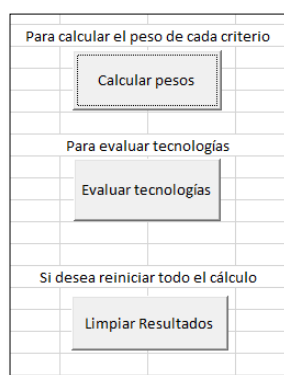 Para calcular el peso de cada criterio
Calcular pesos
Para evaluar tecnologías
Evaluar tecnologías
Si desea reiniciar todo el cálculo
Limpiar Resultados